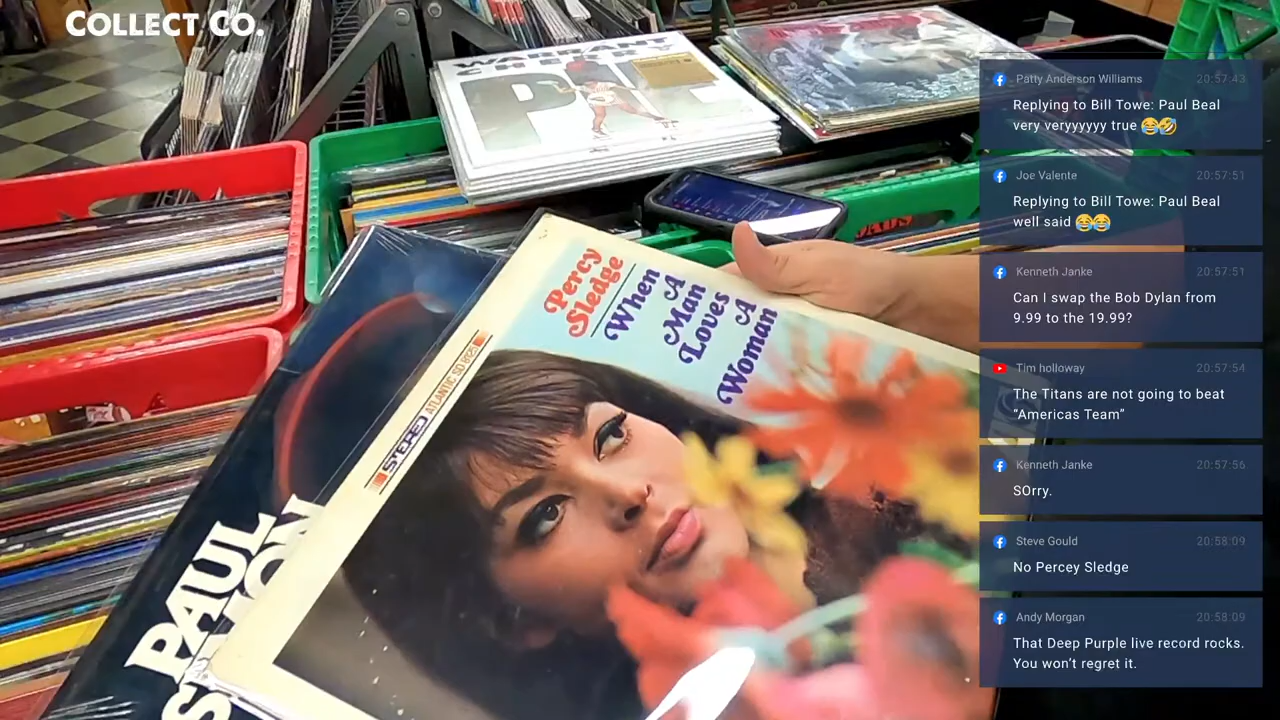 COLLECT CO.
WARRANT
Percy
Sledge
When
A
Man
Loves
A
Woman
STEREO ATLANTIC SD 8125
PAUL
Patty Anderson Williams 20:57:43
Replying to Bill Towe: Paul Beal
very veryyyyyy true 😂🤣
Joe Valente 20:57:51
Replying to Bill Towe: Paul Beal
well said 😂😂
Kenneth Janke 20:57:51
Can I swap the Bob Dylan from
9.99 to the 19.99?
Tim holloway 20:57:54
The Titans are not going to beat
“Americas Team”
Kenneth Janke 20:57:56
SOrry.
Steve Gould 20:58:09
No Percey Sledge
Andy Morgan 20:58:09
That Deep Purple live record rocks.
You won’t regret it.